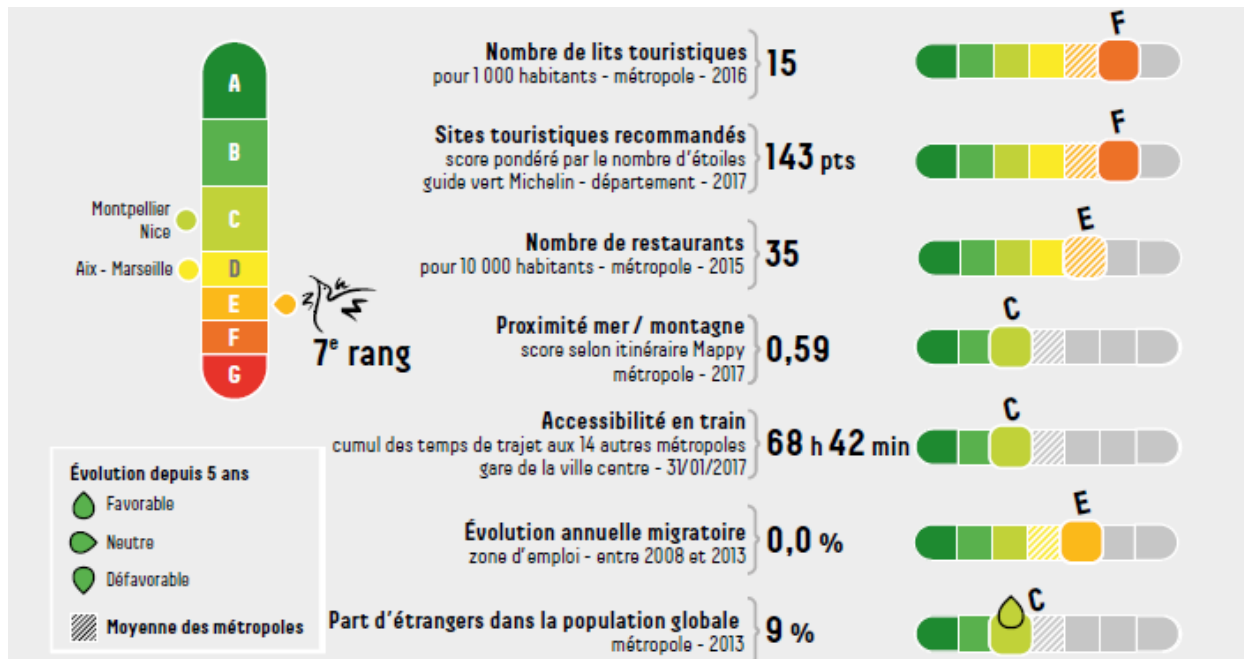 A
B
C
D
E
F
G
Montpellier
Nice
Aix - Marseille
7e rang
Évolution depuis 5 ans
Favorable
Neutre
Défavorable
Moyenne des métropoles
Nombre de lits touristiques
pour 1 000 habitants - métropole - 2016
15
F
Sites touristiques recommandés
score pondéré par le nombre d'étoiles
guide vert Michelin - département - 2017
143 pts
F
Nombre de restaurants
pour 10 000 habitants - métropole - 2015
35
E
Proximité mer / montagne
score selon itinéraire Mappy
métropole - 2017
0,59
C
Accessibilité en train
cumul des temps de trajet aux 14 autres métropoles
gare de la ville centre - 31/01/2017
68 h 42 min
C
Évolution annuelle migratoire
zone d'emploi - entre 2008 et 2013
0,0 %
E
Part d'étrangers dans la population globale
métropole - 2013
9 %
C